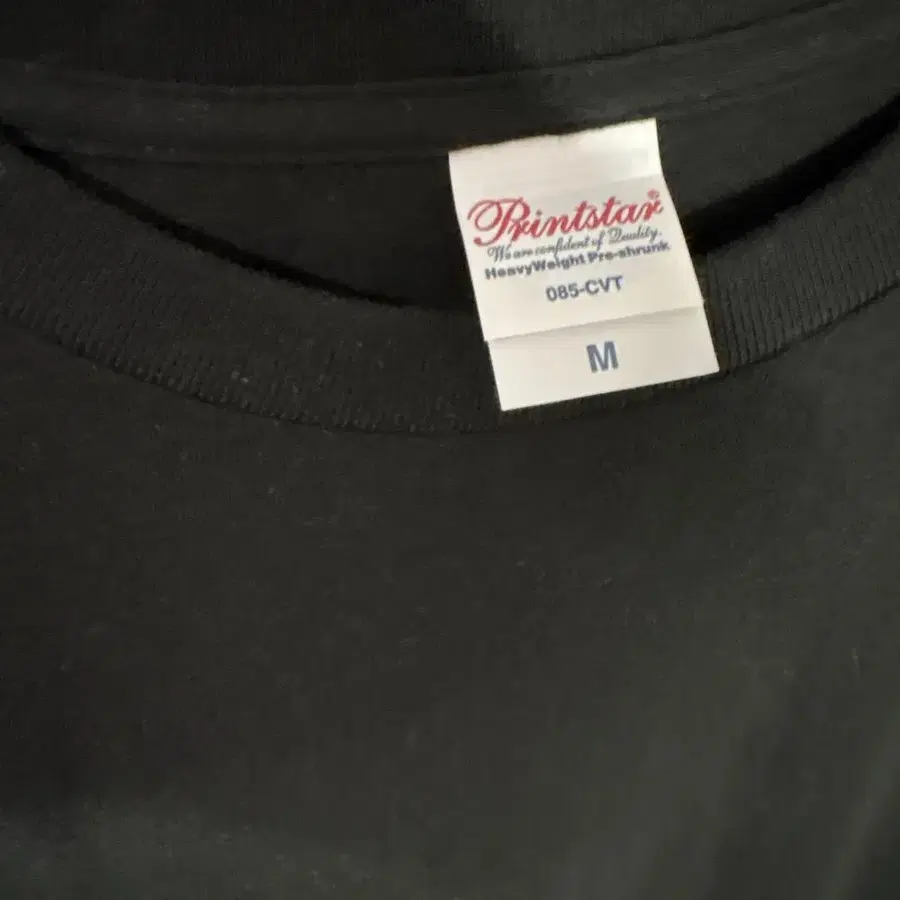 Printstar®
We are confident of Quality.
HeavyWeight Pre-shrunk
085-CVT
M